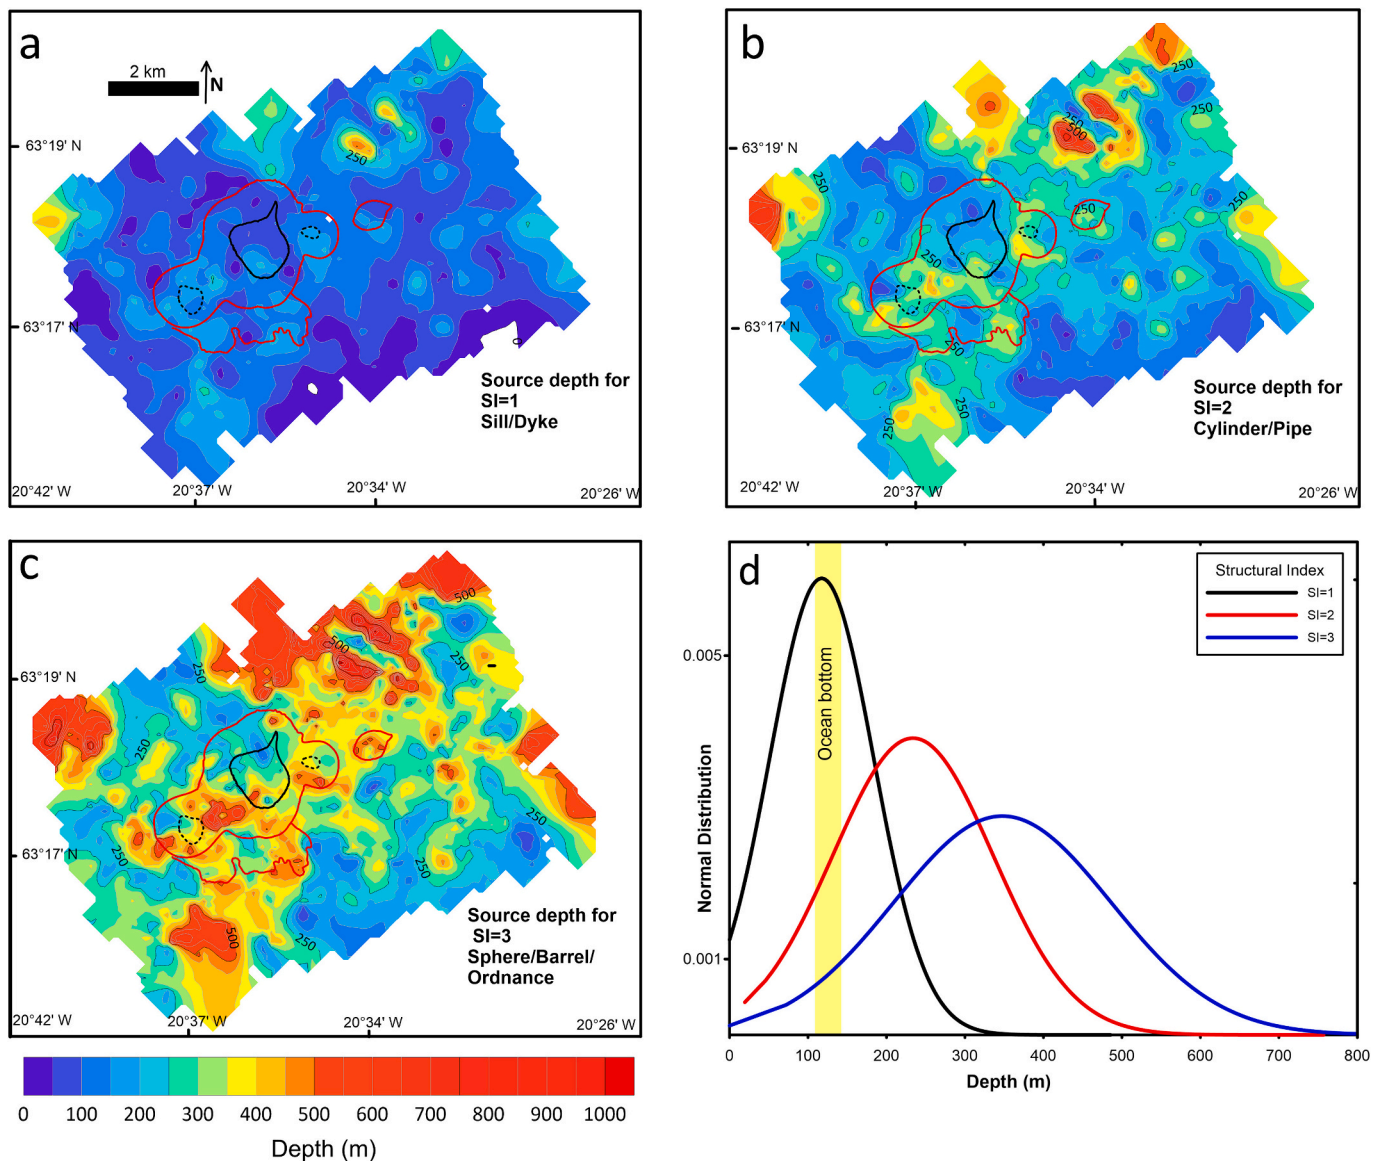 a
2 km
N
63°19' N
63°17' N
250
0
Source depth for
SI=1
Sill/Dyke
20°42' W
20°37' W
20°34' W
20°26' W
b
63°19' N
63°17' N
250
250
250
500
250
250
250
250
250
250
250
Source depth for
SI=2
Cylinder/Pipe
20°42' W
20°37' W
20°34' W
20°26' W
c
63°19' N
63°17' N
500
500
250
250
250
250
250
250
500
250
Source depth for
SI=3
Sphere/Barrel/
Ordnance
20°42' W
20°37' W
20°34' W
20°26' W
0 100 200 300 400 500 600 700 800 900 1000
Depth (m)
d
Structural Index
SI=1
SI=2
SI=3
Ocean bottom
Normal Distribution
0.005
0.001
0 100 200 300 400 500 600 700 800
Depth (m)